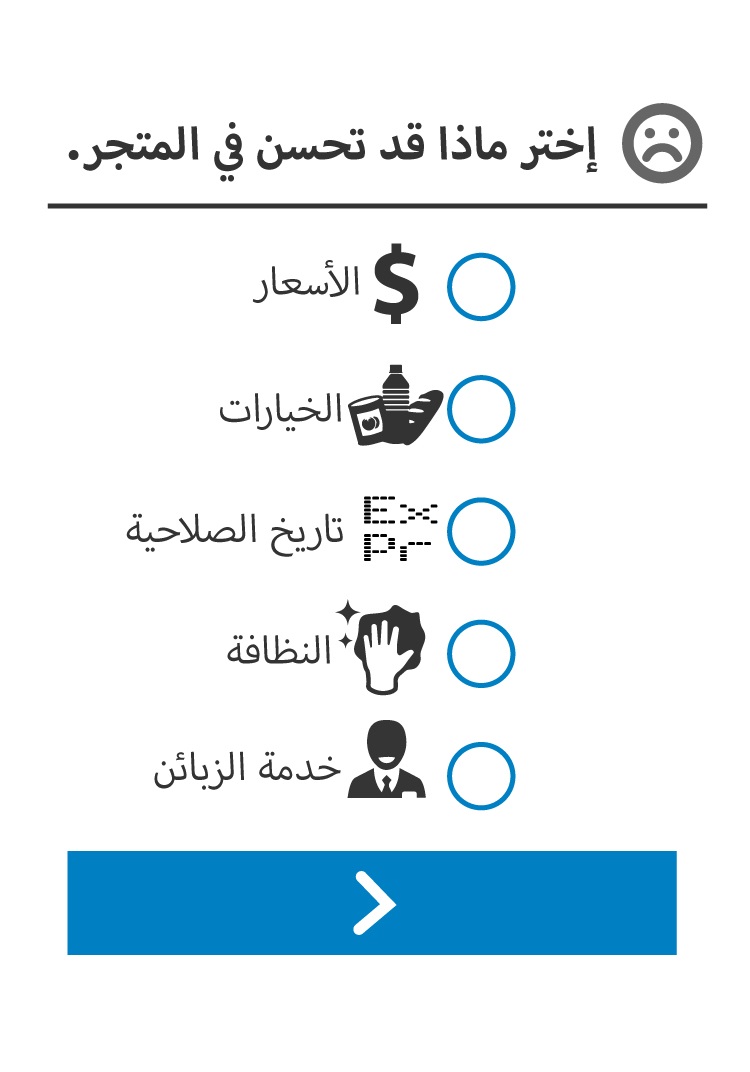 إختر ماذا قد تحسن في المتجر.
$ الأسعار
الخيارات
Ex
Pr
تاريخ الصلاحية
النظافة
خدمة الزبائن